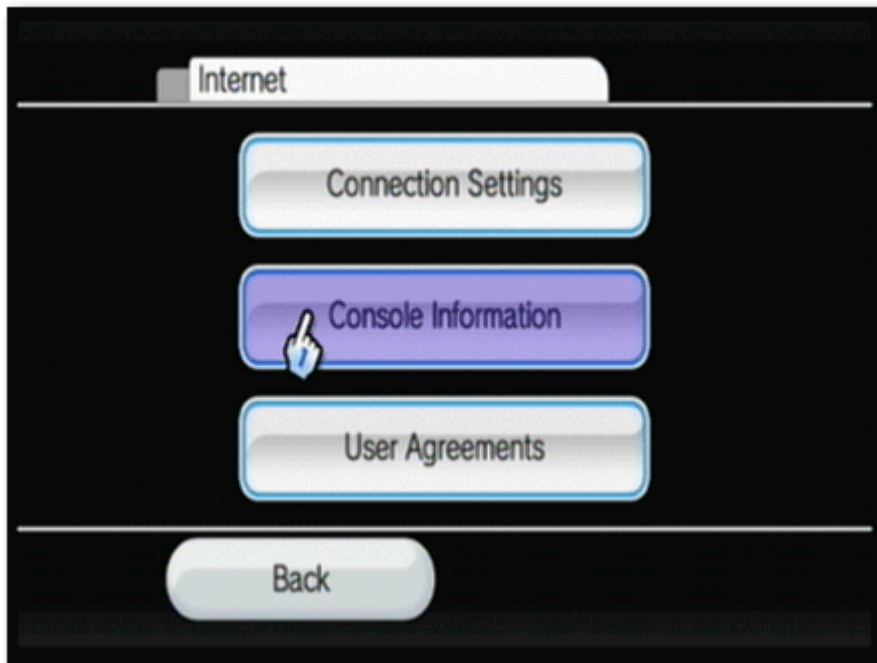 Internet
Connection Settings
Console Information
User Agreements
Back